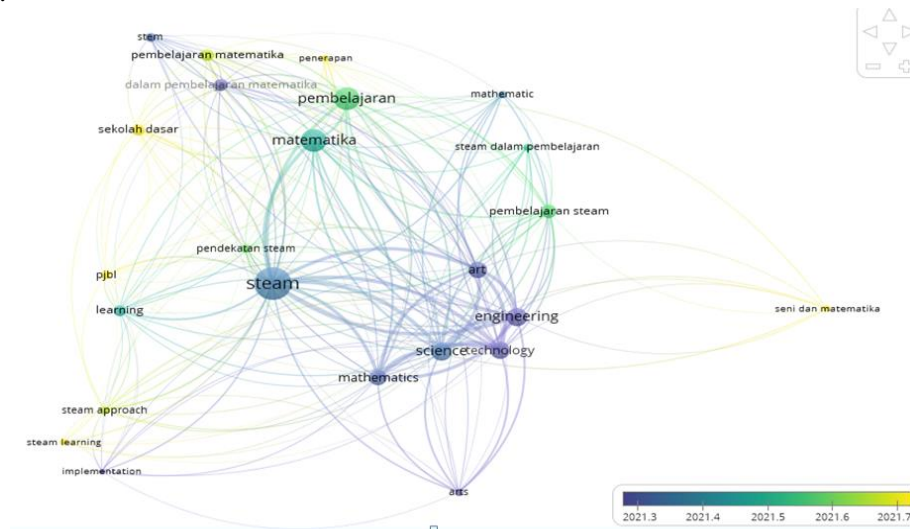 stem
pembelajaran matematika
penerapan
dalam pembelajaran matematika
pembelajaran
mathematic
sekolah dasar
matematika
steam dalam pembelajaran
pembelajaran steam
pendekatan steam
art
pjbl
steam
learning
engineering
seni dan matematika
science
technology
mathematics
steam approach
steam learning
implementation
arts
2021.3 2021.4 2021.5 2021.6 2021.7